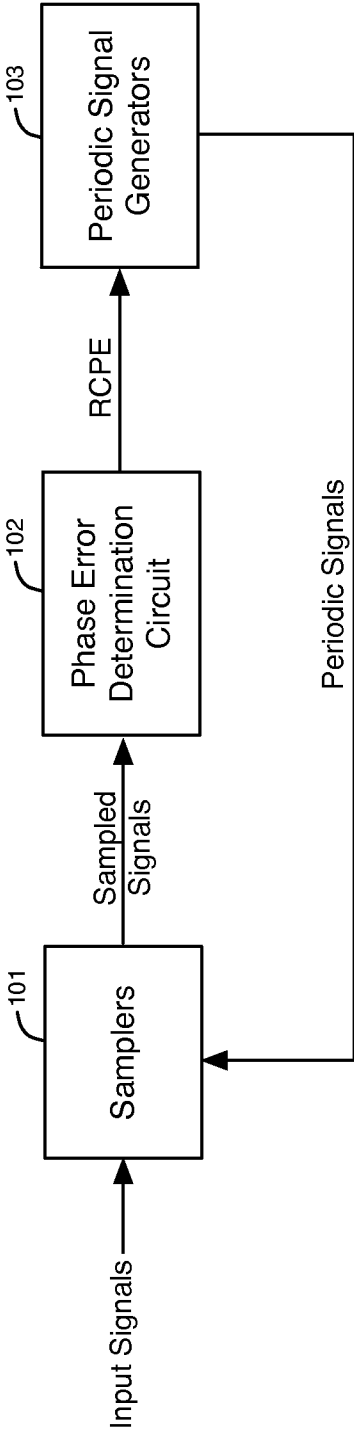 Input Signals
101
Samplers
Sampled
Signals
102
Phase Error
Determination
Circuit
RCPE
103
Periodic Signal
Generators
Periodic Signals